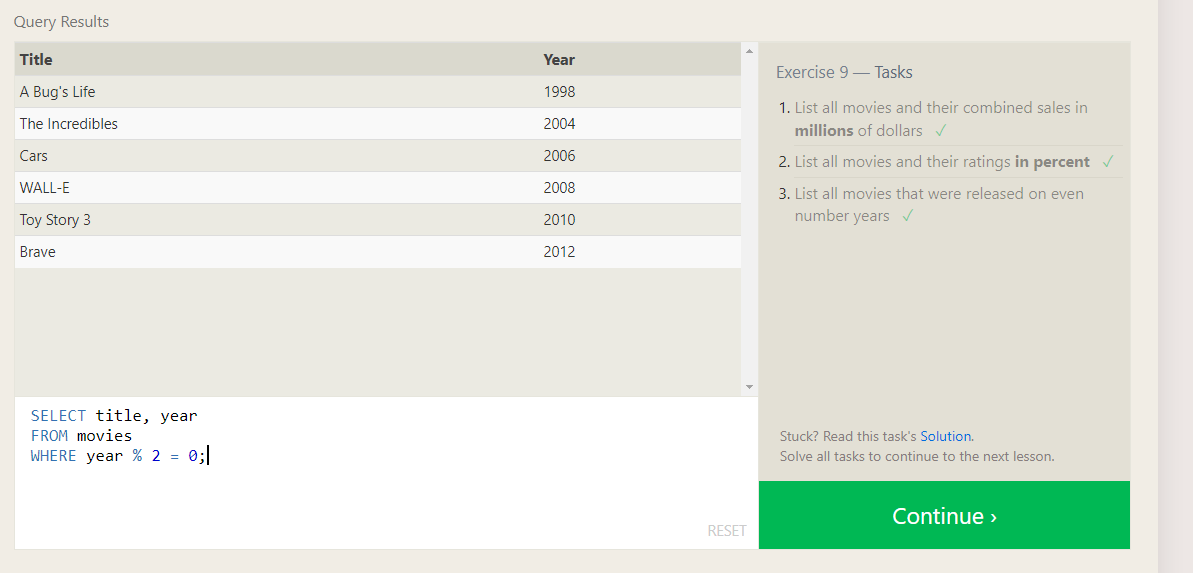 Query Results
Title Year
A Bug's Life 1998
The Incredibles 2004
Cars 2006
WALL-E 2008
Toy Story 3 2010
Brave 2012
SELECT title, year
FROM movies
WHERE year % 2 = 0;
RESET
Exercise 9 — Tasks
1. List all movies and their combined sales in
millions of dollars ✓
2. List all movies and their ratings in percent ✓
3. List all movies that were released on even
number years ✓
Stuck? Read this task's Solution.
Solve all tasks to continue to the next lesson.
Continue ›